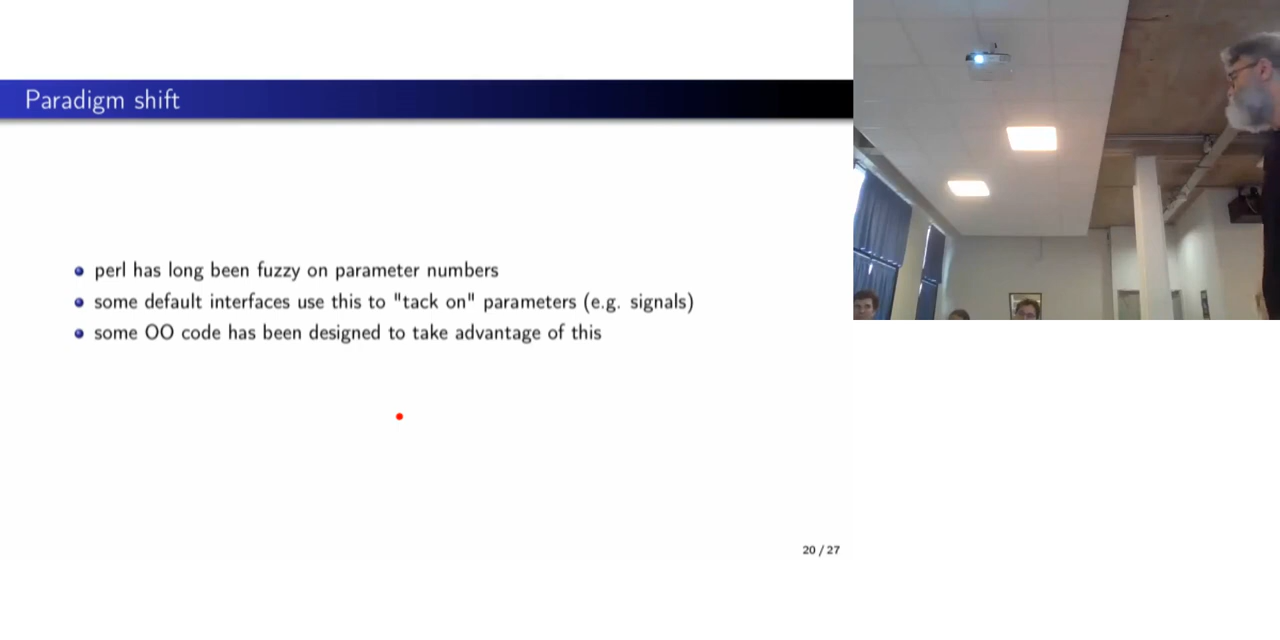 Paradigm shift
perl has long been fuzzy on parameter numbers
some default interfaces use this to "tack on" parameters (e.g. signals)
some OO code has been designed to take advantage of this
20 / 27